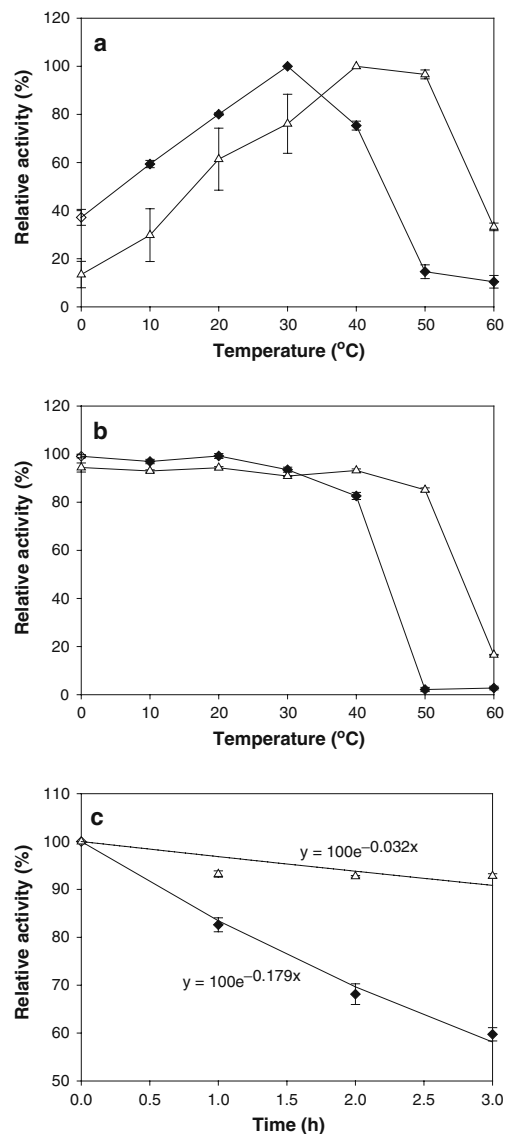 a
120
100
80
60
40
20
0
Relative activity (%)
0 10 20 30 40 50 60
Temperature (°C)
b
120
100
80
60
40
20
0
Relative activity (%)
0 10 20 30 40 50 60
Temperature (°C)
c
110
100
90
80
70
60
50
Relative activity (%)
y = 100e^–0.032x
y = 100e^–0.179x
0.0 0.5 1.0 1.5 2.0 2.5 3.0
Time (h)